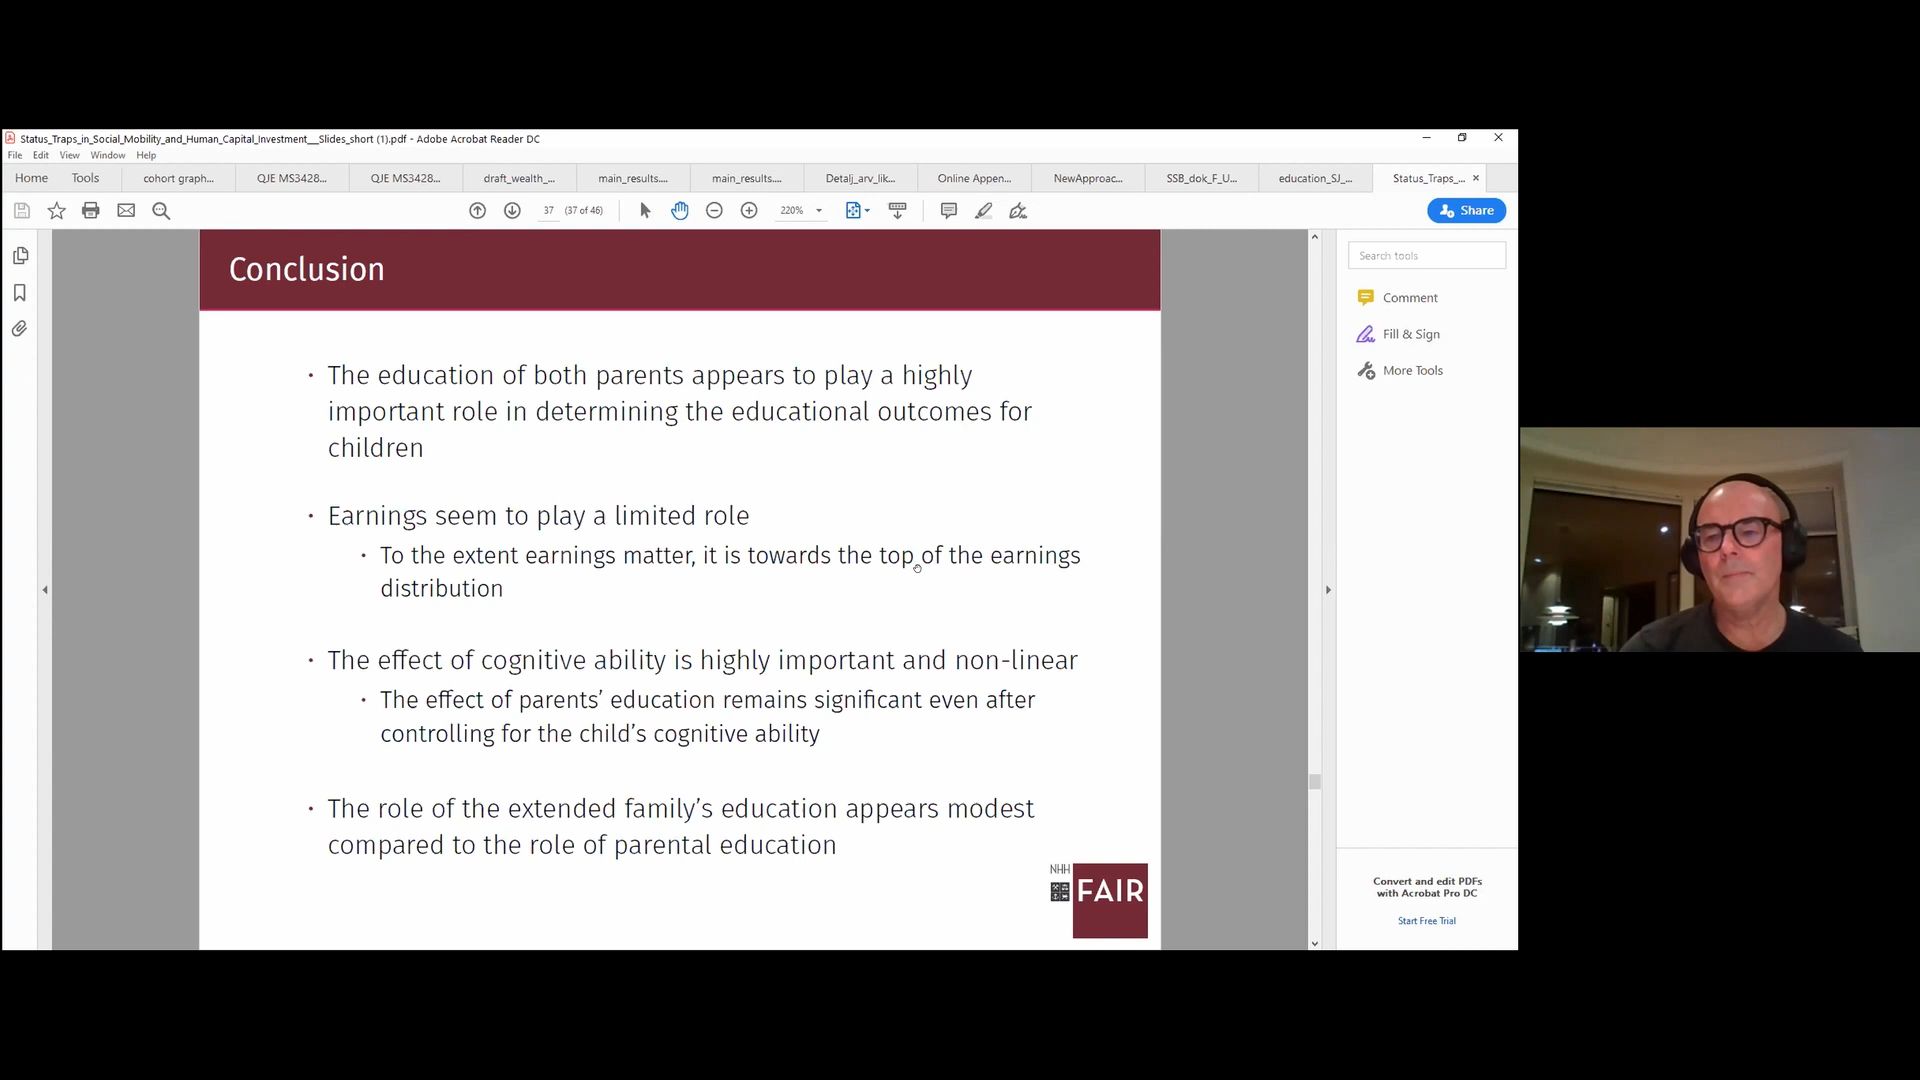 Status_Traps_in_Social_Mobility_and_Human_Capital_Investment__Slides_short (1).pdf - Adobe Acrobat Reader DC
File Edit View Window Help
Home Tools cohort graph... QJE MS3428... QJE MS3428... draft_wealth_... main_results.... main_results.... Detalj_arv_lik... Online Appen... NewApproac... SSB_dok_F_U... education_SJ_... Status_Traps_...
37 (37 of 46) 220% Share
Conclusion
• The education of both parents appears to play a highly
important role in determining the educational outcomes for
children
• Earnings seem to play a limited role
• To the extent earnings matter, it is towards the top of the earnings
distribution
• The effect of cognitive ability is highly important and non-linear
• The effect of parents’ education remains significant even after
controlling for the child’s cognitive ability
• The role of the extended family’s education appears modest
compared to the role of parental education
NHH
FAIR
Search tools
Comment
Fill & Sign
More Tools
Convert and edit PDFs
with Acrobat Pro DC
Start Free Trial